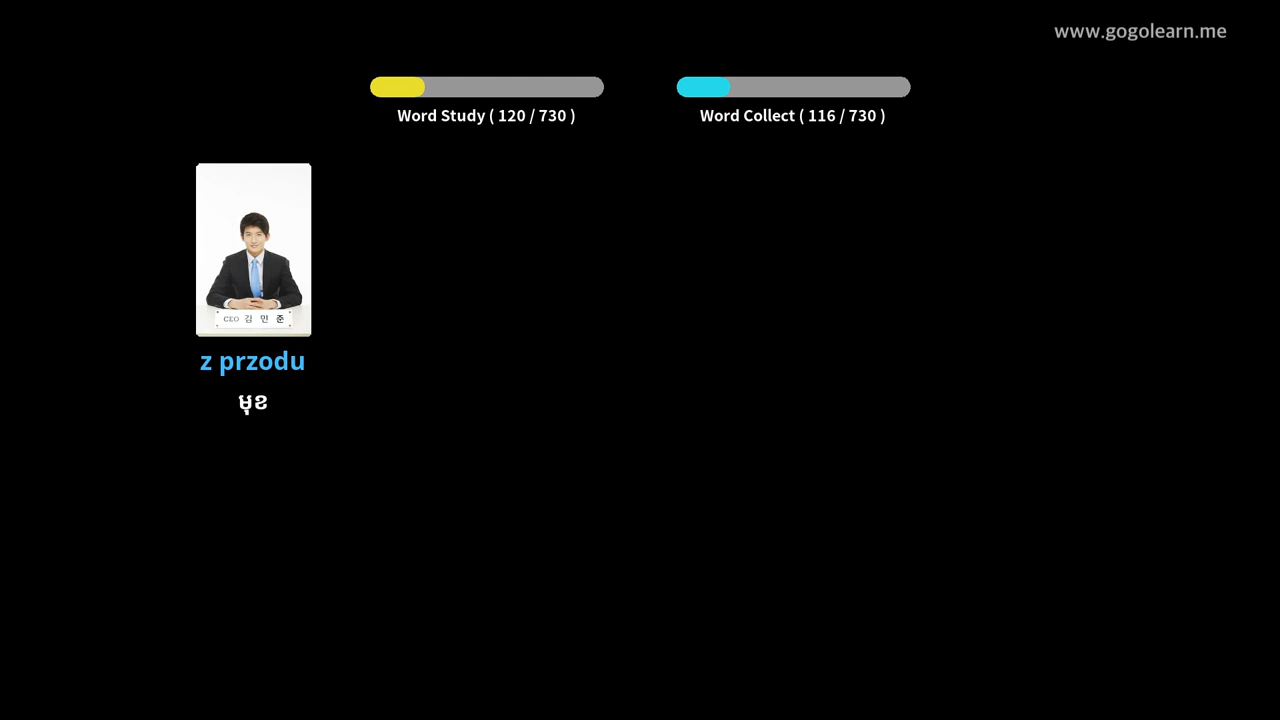 www.gogolearn.me
Word Study ( 120 / 730 )
Word Collect ( 116 / 730 )
CEO 김 민 준
z przodu
មុខ